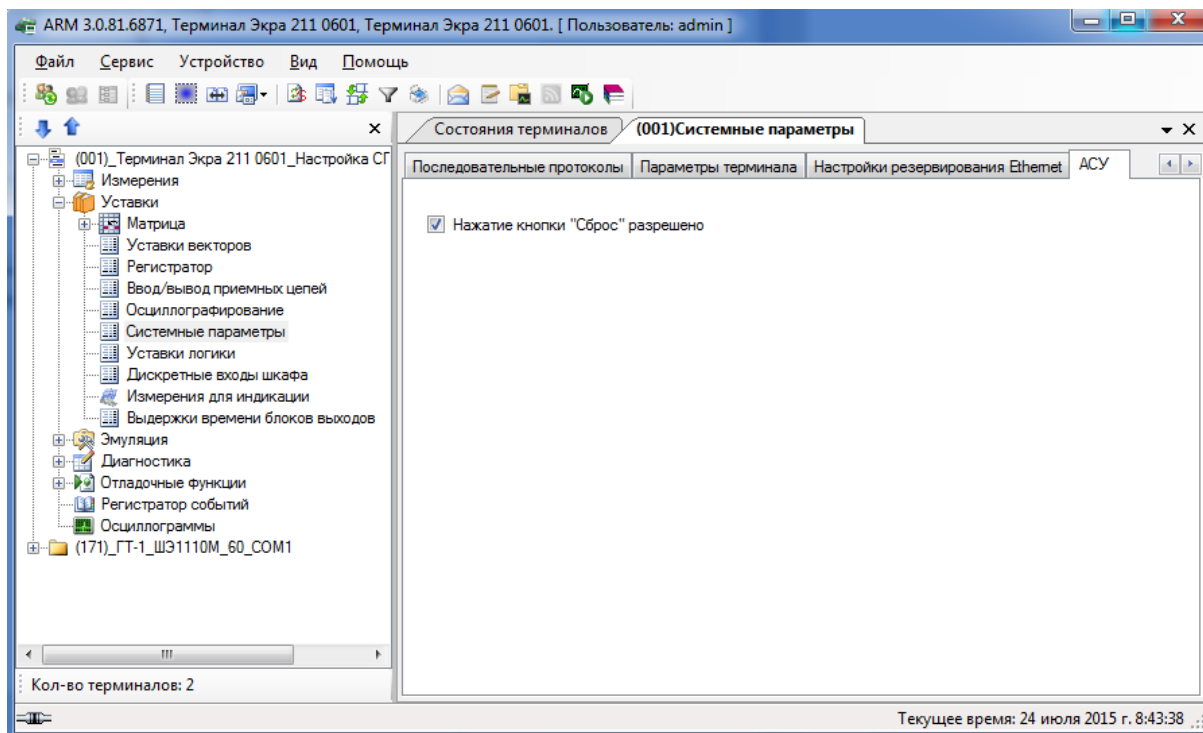 ARM 3.0.81.6871, Терминал Экра 211 0601, Терминал Экра 211 0601. [ Пользователь: admin ]
Файл Сервис Устройство Вид Помощь
Состояния терминалов (001)Системные параметры
Последовательные протоколы Параметры терминала Настройки резервирования Ethernet АСУ
(001)_Терминал Экра 211 0601_Настройка СГ
Измерения
Уставки
Матрица
Уставки векторов
Регистратор
Ввод/вывод приемных цепей
Осциллографирование
Системные параметры
Уставки логики
Дискретные входы шкафа
Измерения для индикации
Выдержки времени блоков выходов
Эмуляция
Диагностика
Отладочные функции
Регистратор событий
Осциллограммы
(171)_ГТ-1_ШЭ1110М_60_COM1
Нажатие кнопки "Сброс" разрешено
Кол-во терминалов: 2
Текущее время: 24 июля 2015 г. 8:43:38